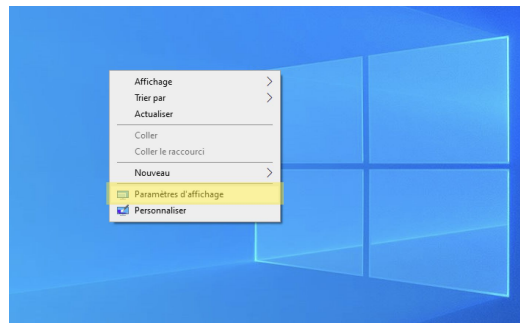 Affichage
Trier par
Actualiser
Coller
Coller le raccourci
Nouveau
Paramètres d'affichage
Personnaliser